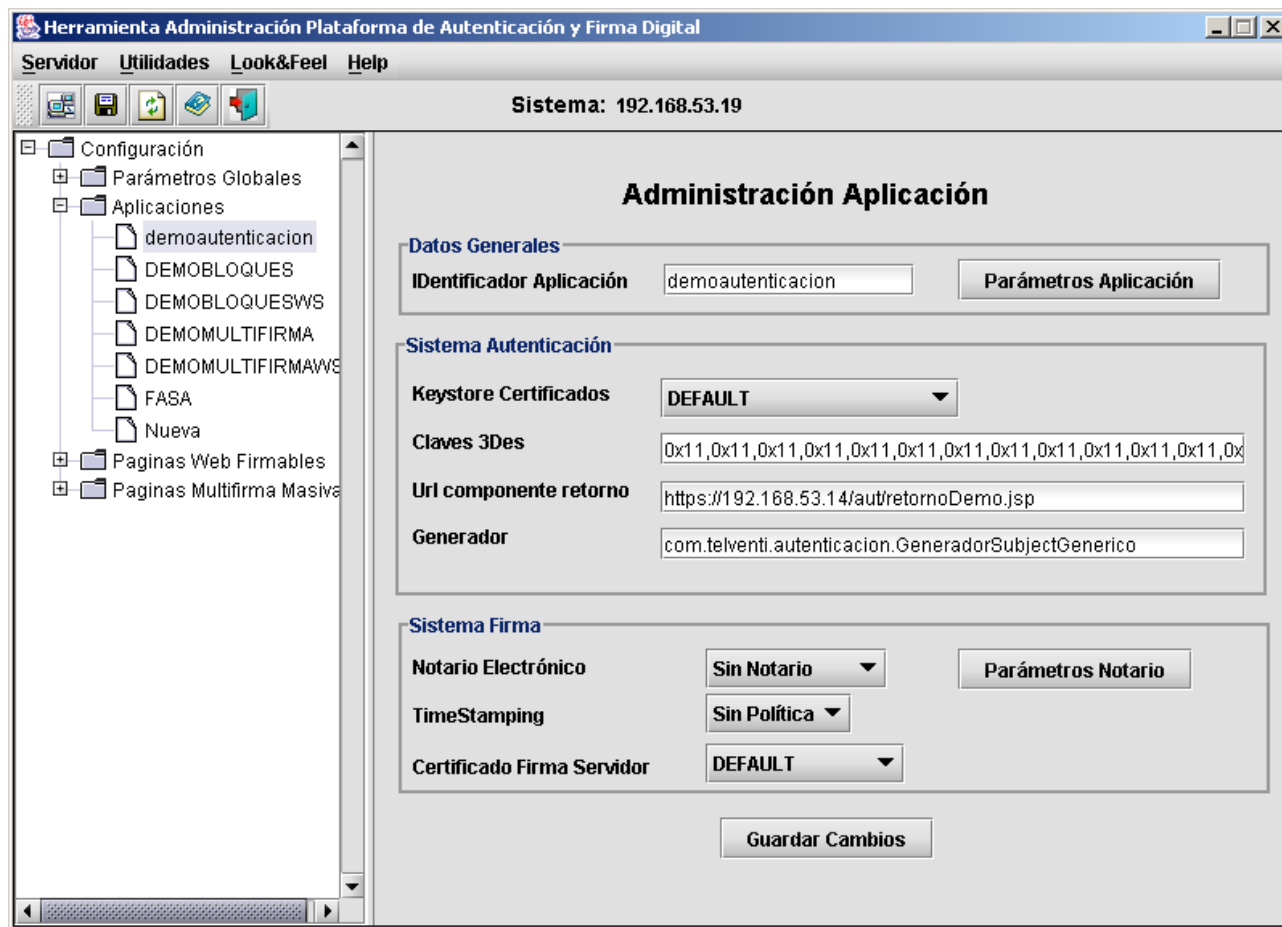 Herramienta Administración Plataforma de Autenticación y Firma Digital
Servidor Utilidades Look&Feel Help
Sistema: 192.168.53.19
Configuración
Parámetros Globales
Aplicaciones
demoautenticacion
DEMOBLOQUES
DEMOBLOQUESWS
DEMOMULTIFIRMA
DEMOMULTIFIRMAWS
FASA
Nueva
Paginas Web Firmables
Paginas Multifirma Masiva
Administración Aplicación
Datos Generales
IDentificador Aplicación demoautenticacion Parámetros Aplicación
Sistema Autenticación
Keystore Certificados DEFAULT
Claves 3Des 0x11,0x11,0x11,0x11,0x11,0x11,0x11,0x11,0x11,0x11,0x11,0x11,0x
Url componente retorno https://192.168.53.14/aut/retornoDemo.jsp
Generador com.telventi.autenticacion.GeneradorSubjectGenerico
Sistema Firma
Notario Electrónico Sin Notario Parámetros Notario
TimeStamping Sin Política
Certificado Firma Servidor DEFAULT
Guardar Cambios